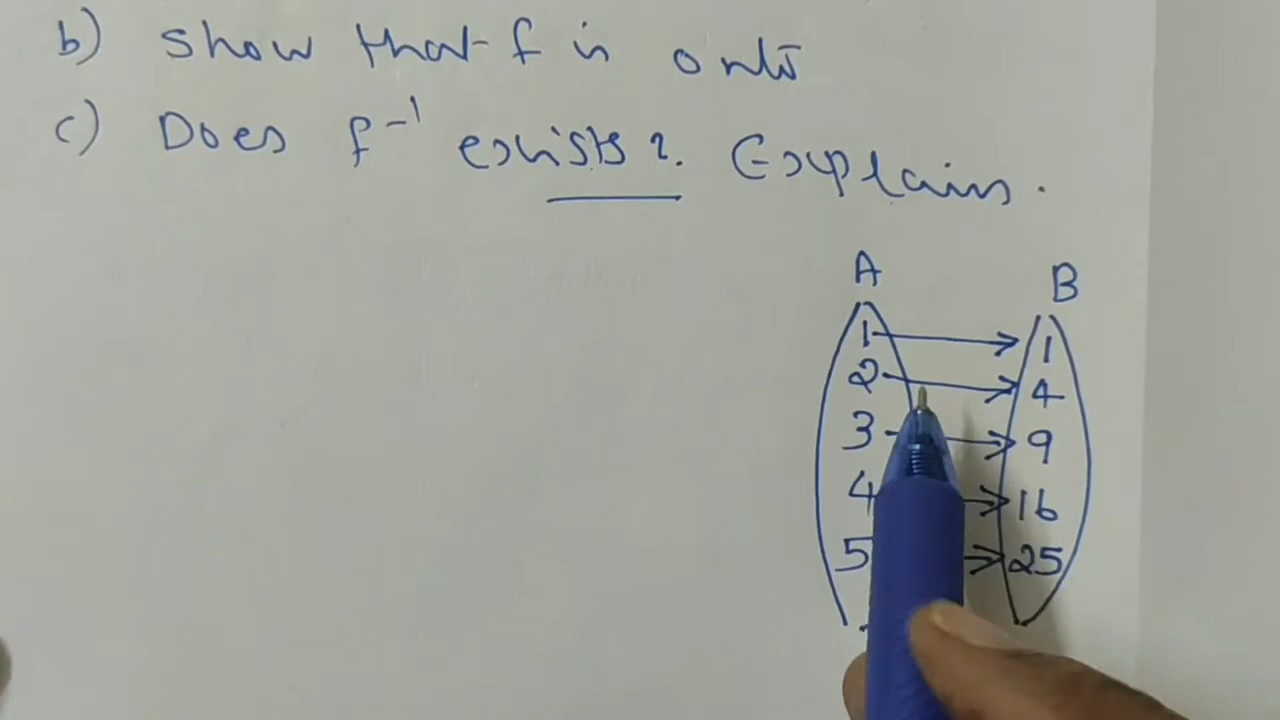 b) Show that f is onto
c) Does f⁻¹ exists ?. Explain.
A B
1 1
2 4
3 9
4 16
5 25